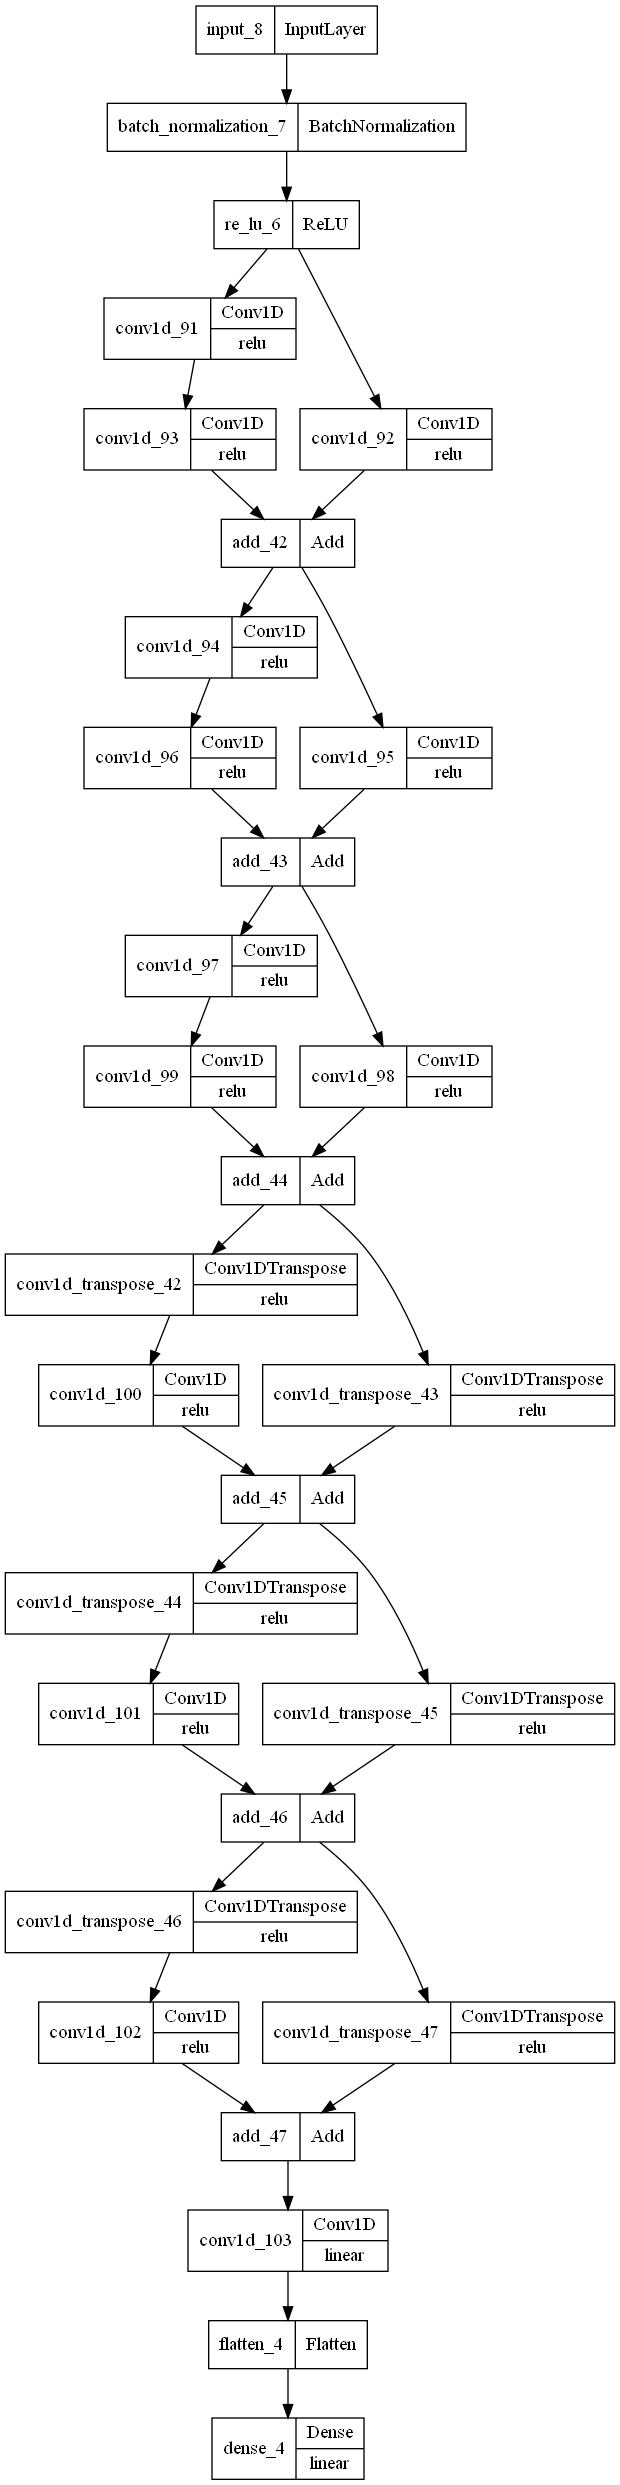 input_8 InputLayer
batch_normalization_7 BatchNormalization
re_lu_6 ReLU
conv1d_91 Conv1D relu
conv1d_93 Conv1D relu
conv1d_92 Conv1D relu
add_42 Add
conv1d_94 Conv1D relu
conv1d_96 Conv1D relu
conv1d_95 Conv1D relu
add_43 Add
conv1d_97 Conv1D relu
conv1d_99 Conv1D relu
conv1d_98 Conv1D relu
add_44 Add
conv1d_transpose_42 Conv1DTranspose relu
conv1d_100 Conv1D relu
conv1d_transpose_43 Conv1DTranspose relu
add_45 Add
conv1d_transpose_44 Conv1DTranspose relu
conv1d_101 Conv1D relu
conv1d_transpose_45 Conv1DTranspose relu
add_46 Add
conv1d_transpose_46 Conv1DTranspose relu
conv1d_102 Conv1D relu
conv1d_transpose_47 Conv1DTranspose relu
add_47 Add
conv1d_103 Conv1D linear
flatten_4 Flatten
dense_4 Dense linear